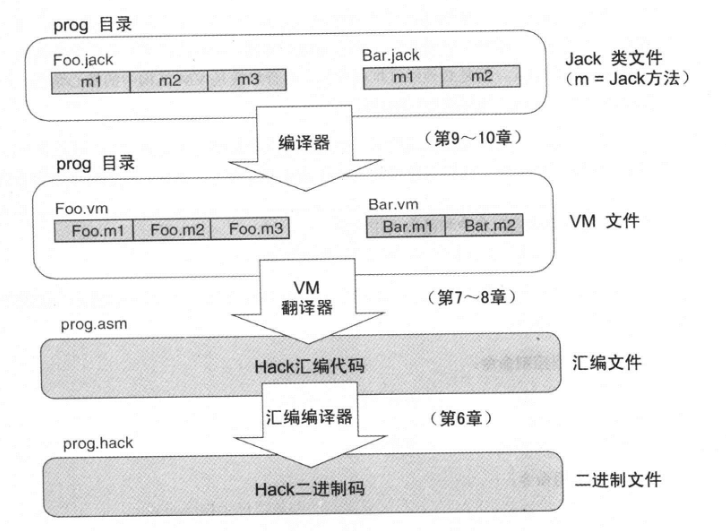 prog 目录
Foo.jack
Bar.jack
Jack 类文件
m1 m2 m3
m1 m2
（m = Jack方法）
编译器
（第9～10章）
prog 目录
Foo.vm
Bar.vm
VM 文件
Foo.m1 Foo.m2 Foo.m3
Bar.m1 Bar.m2
VM
翻译器
（第7～8章）
prog.asm
Hack汇编代码
汇编文件
汇编编译器
（第6章）
prog.hack
Hack二进制码
二进制文件